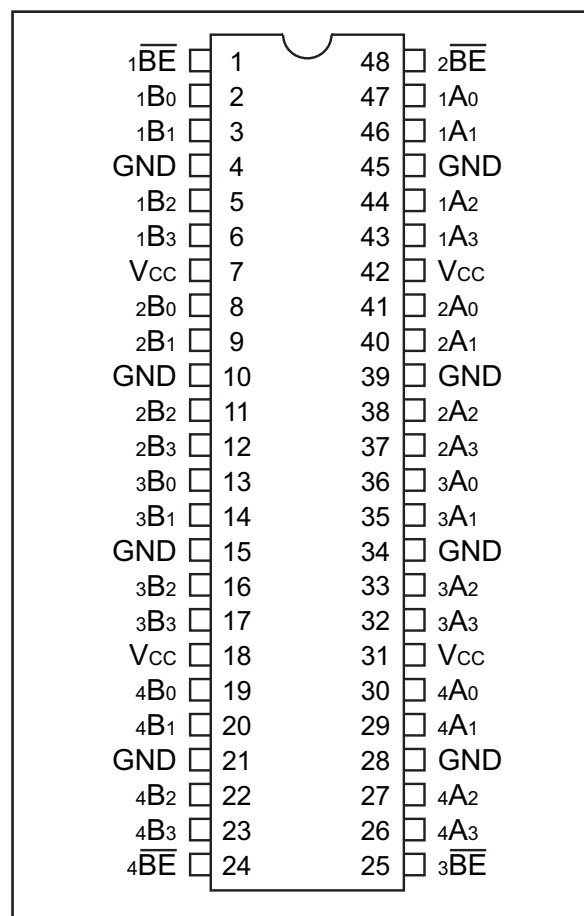 1B̅E̅ 1 48 2B̅E̅
1B0 2 47 1A0
1B1 3 46 1A1
GND 4 45 GND
1B2 5 44 1A2
1B3 6 43 1A3
VCC 7 42 VCC
2B0 8 41 2A0
2B1 9 40 2A1
GND 10 39 GND
2B2 11 38 2A2
2B3 12 37 2A3
3B0 13 36 3A0
3B1 14 35 3A1
GND 15 34 GND
3B2 16 33 3A2
3B3 17 32 3A3
VCC 18 31 VCC
4B0 19 30 4A0
4B1 20 29 4A1
GND 21 28 GND
4B2 22 27 4A2
4B3 23 26 4A3
4B̅E̅ 24 25 3B̅E̅